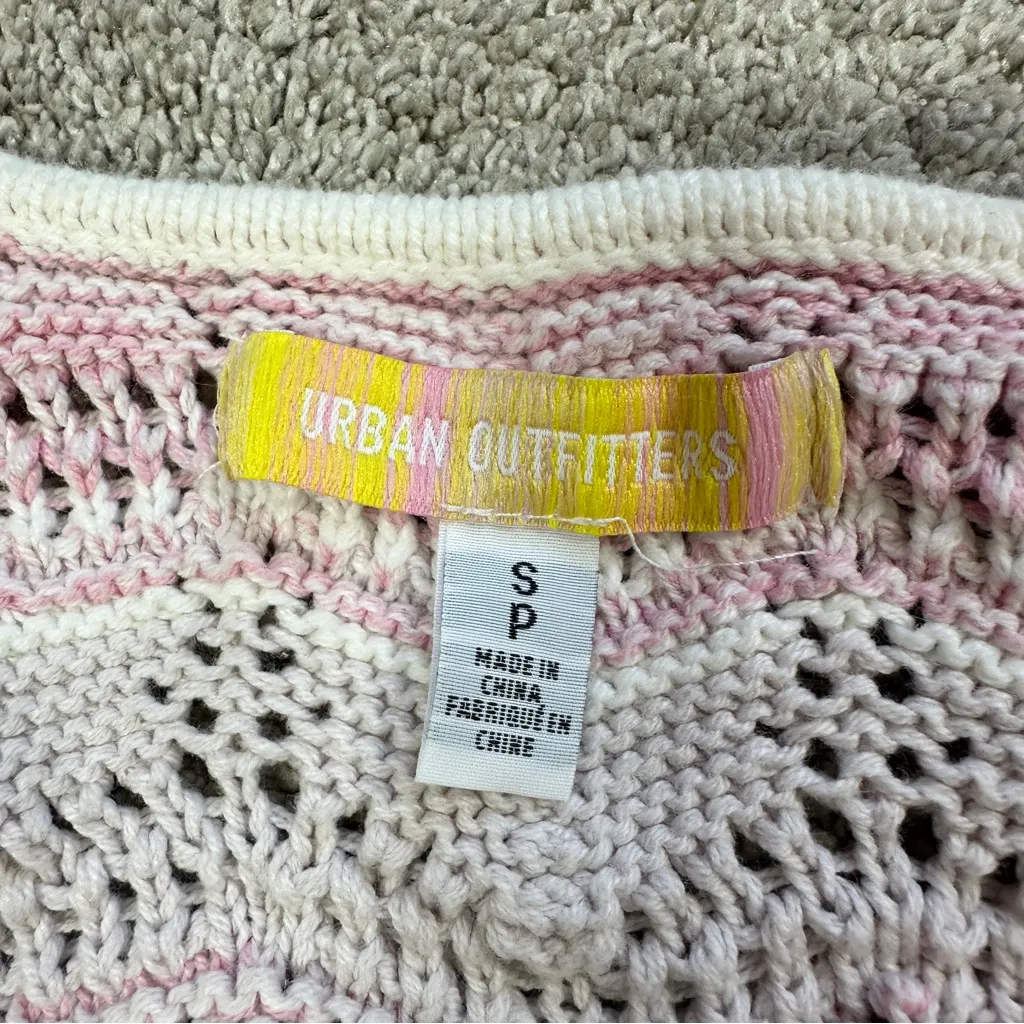 URBAN OUTFITTERS
S
P
MADE IN
CHINA
FABRIQUÉ EN
CHINE